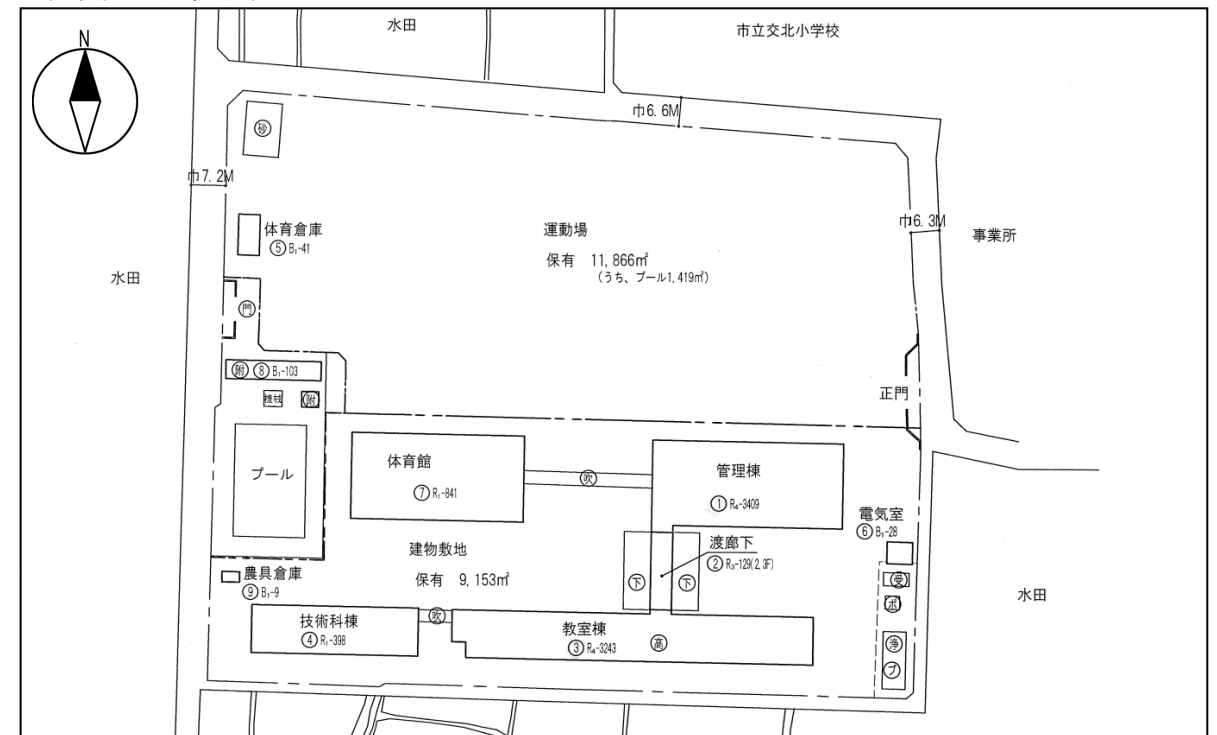 水田
市立交北小学校
N
巾6.6M
砂
巾7.2M
体育倉庫
⑤ B₁-41
運動場
保有 11,866㎡
(うち、プール1,419㎡)
巾6.3M
事業所
水田
門
附 ⑧ B₁-103
機械
附
正門
プール
体育館
⑦ R₁-841
吹
管理棟
① R₄-3409
電気室
⑥ B₁-28
渡廊下
② R₃-129(2,3F)
建物敷地
保有 9,153㎡
下
下
受
ポ
農具倉庫
⑨ B₁-9
水田
技術科棟
④ R₁-398
吹
教室棟
③ R₄-3243
高
浄
プ